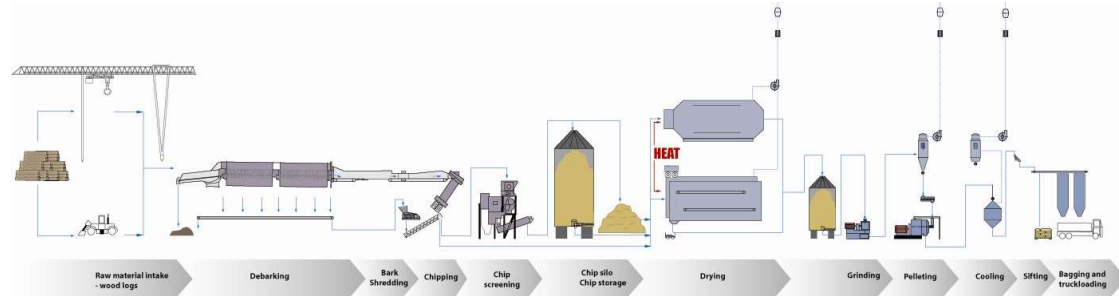 HEAT
Raw material intake
- wood logs
Debarking
Bark
Shredding
Chipping
Chip
screening
Chip silo
Chip storage
Drying
Grinding
Pelleting
Cooling
Sifting
Bagging and
truckloading